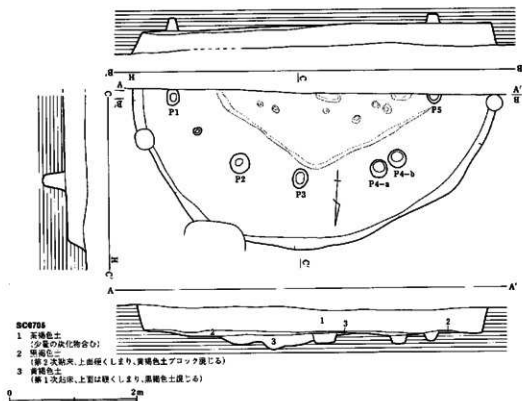 B'
B
H
A
A'
C
C'
B'
B
P1
P5
P2
P3
P4-a
P4-b
H
C'
C'
A
A'
1
2
3
2
3
SC0705
1 茶褐色土
(少量の炭化物含む)
2 黒褐色土
(第2次貼床、上面硬くしまり、黄褐色土ブロック混じる)
3 黄褐色土
(第1次貼床、上面は硬くしまり、黒褐色土混じる)
0 2m